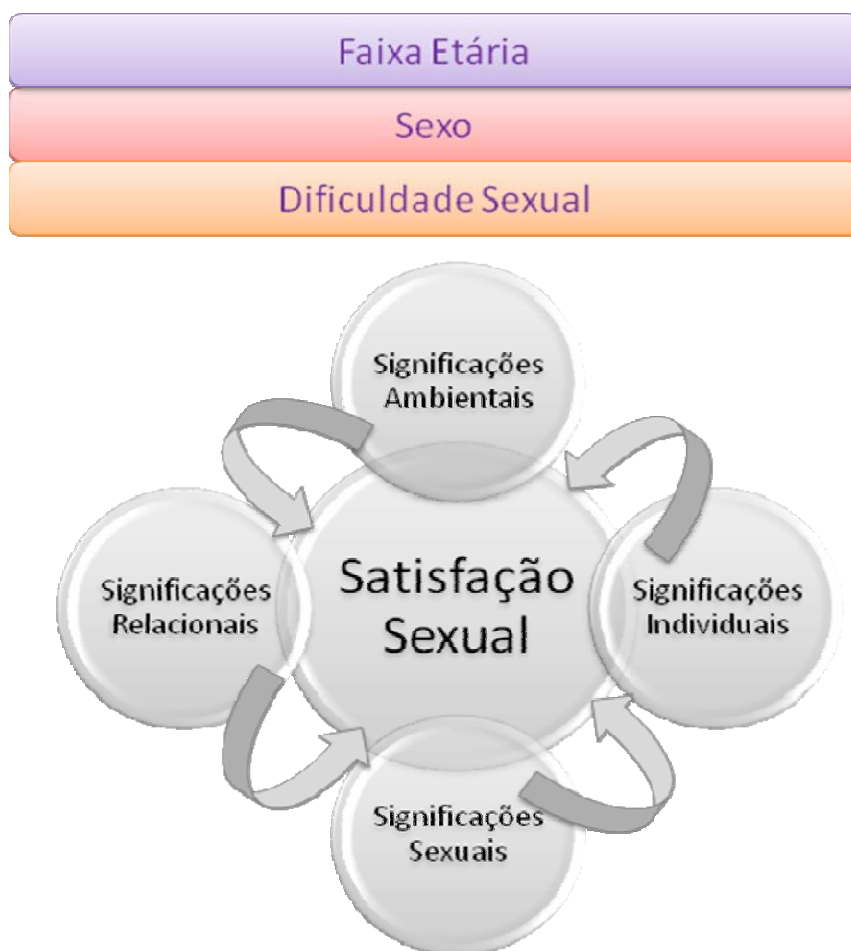 Faixa Etária
Sexo
Dificuldade Sexual
Significações
Ambientais
Significações
Relacionais
Satisfação
Sexual
Significações
Individuais
Significações
Sexuais